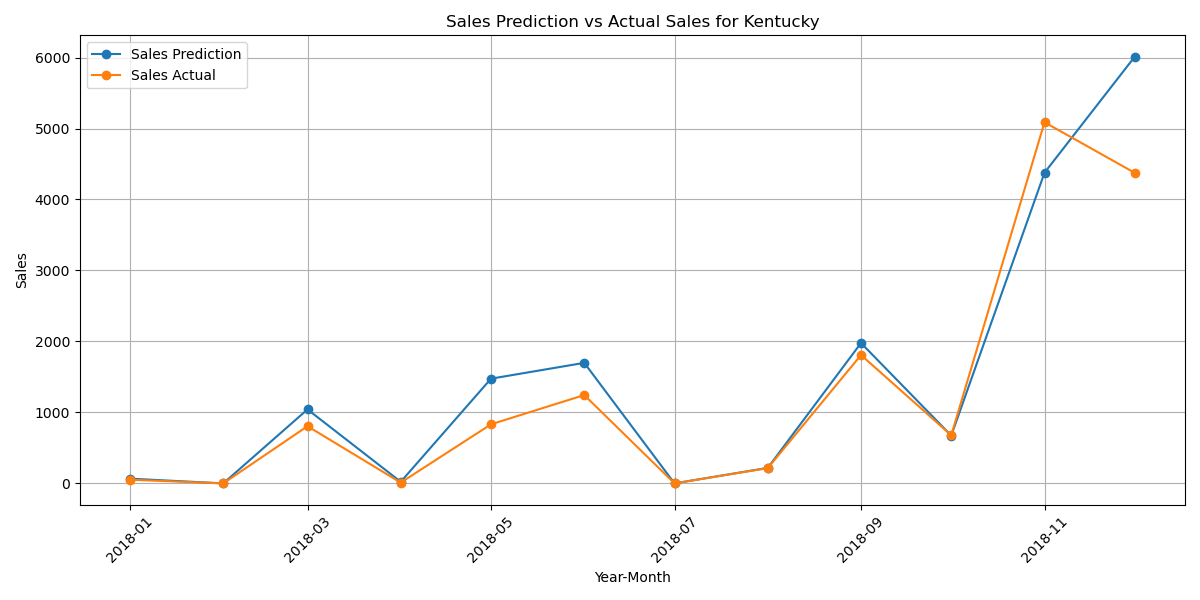 Sales Prediction vs Actual Sales for Kentucky
Sales Prediction
Sales Actual
6000
5000
4000
3000
2000
1000
0
Sales
2018-01
2018-03
2018-05
2018-07
2018-09
2018-11
Year-Month